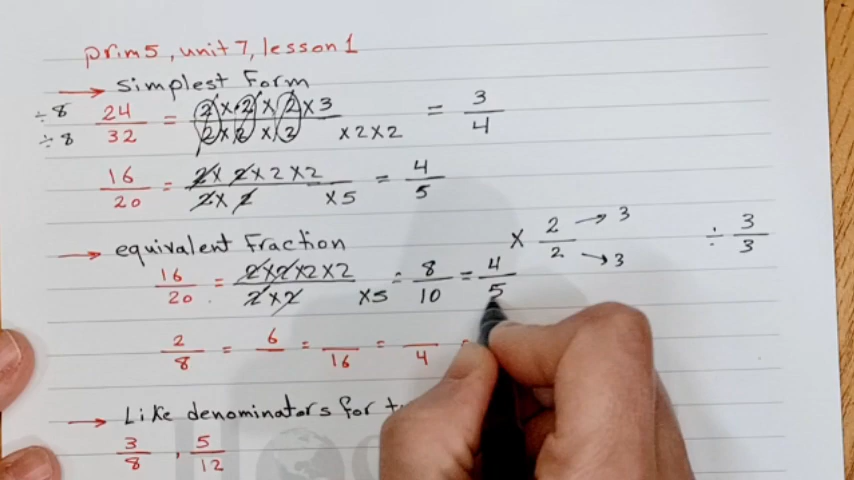 prim5, unit 7, lesson 1
simplest Form
÷8 24/32 ÷8 = 2 × 2 × 2 × 3 / 2 × 2 × 2 × 2 × 2 = 3/4
16/20 = 2 × 2 × 2 × 2 / 2 × 2 × 5 = 4/5
equivalent Fraction × 2/2 → 3 → 3 ÷ 3/3
16/20 = 2 × 2 × 2 × 2 / 2 × 2 × 5 = 8/10 = 4/5
2/8 = 6/ = /16 = /4 =
Like denominators for
3/8 , 5/12